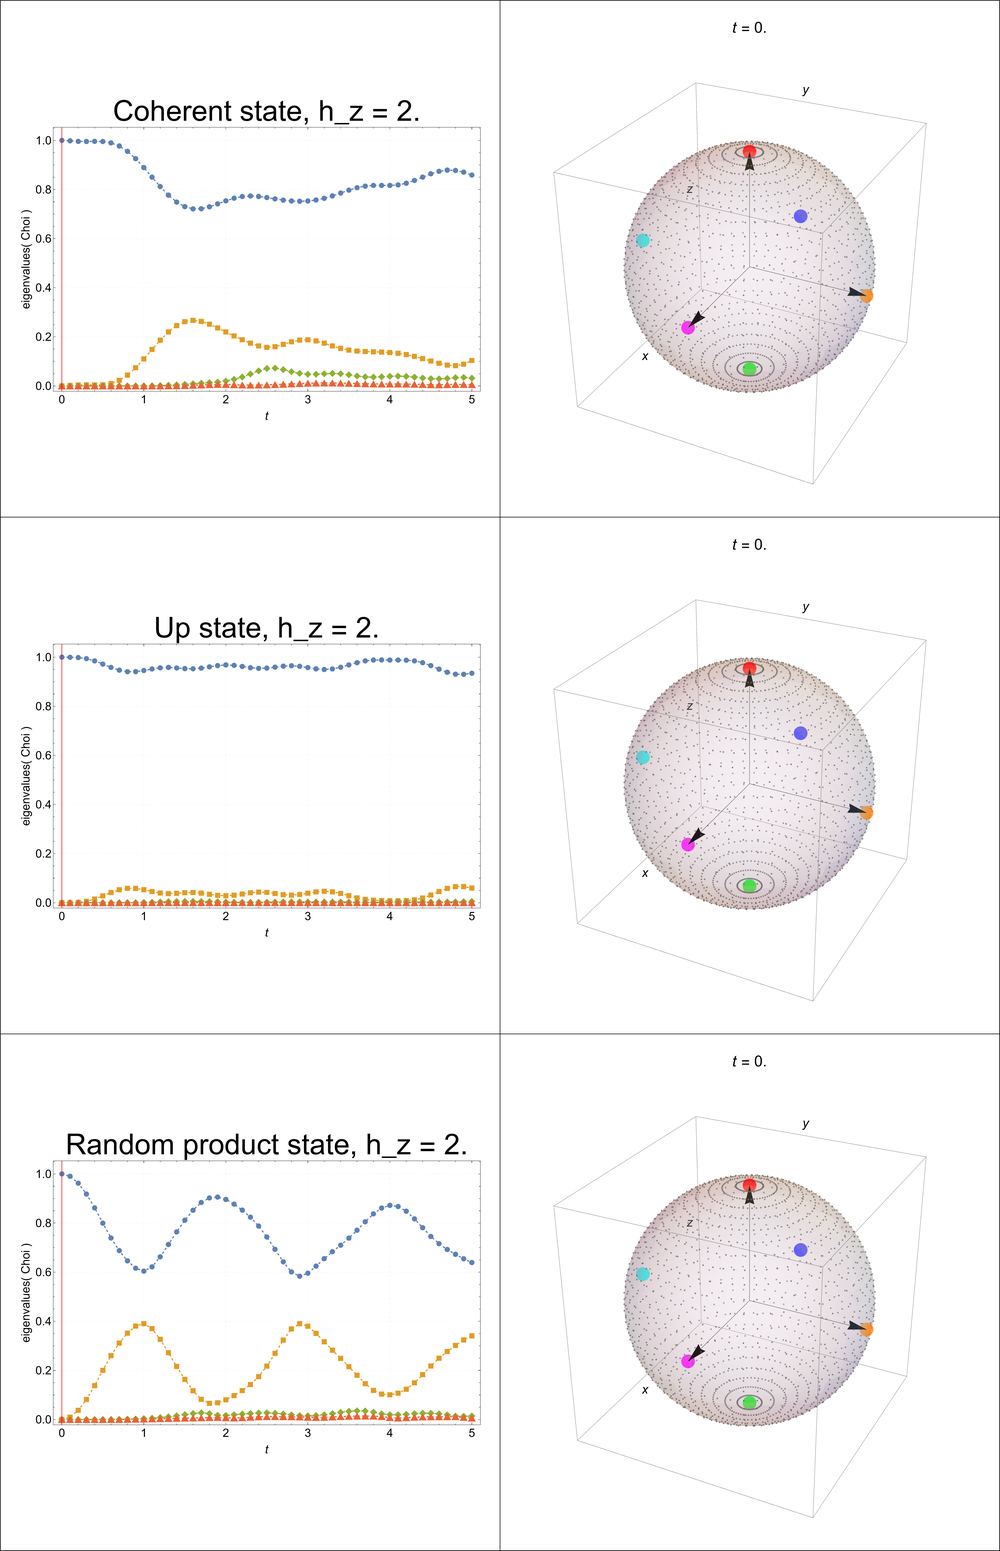 t = 0.
y
Coherent state, h_z = 2.
1.0
0.8
0.6
0.4
0.2
0.0
eigenvalues( Choi )
0 1 2 3 4 5
t
z
x
t = 0.
y
Up state, h_z = 2.
1.0
0.8
0.6
0.4
0.2
0.0
eigenvalues( Choi )
0 1 2 3 4 5
t
z
x
t = 0.
y
Random product state, h_z = 2.
1.0
0.8
0.6
0.4
0.2
0.0
eigenvalues( Choi )
0 1 2 3 4 5
t
z
x